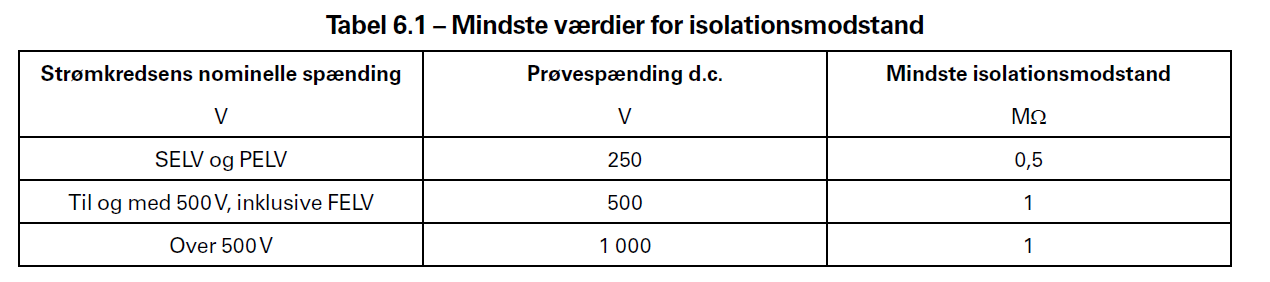 Tabel 6.1 – Mindste værdier for isolationsmodstand
Strømkredsens nominelle spænding Prøvespænding d.c. Mindste isolationsmodstand
V V MΩ
SELV og PELV 250 0,5
Til og med 500 V, inklusive FELV 500 1
Over 500 V 1 000 1